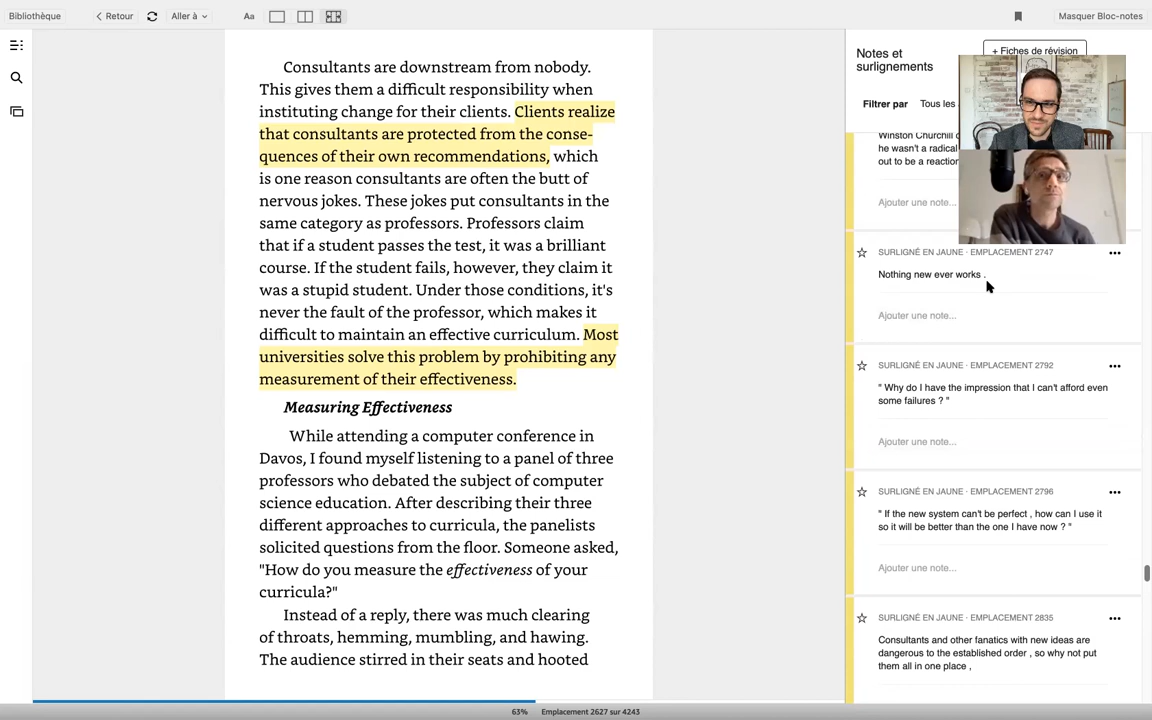 Bibliothèque
Retour
Aller à
Aa
Masquer Bloc-notes
Consultants are downstream from nobody.
This gives them a difficult responsibility when
instituting change for their clients. Clients realize
that consultants are protected from the conse-
quences of their own recommendations, which
is one reason consultants are often the butt of
nervous jokes. These jokes put consultants in the
same category as professors. Professors claim
that if a student passes the test, it was a brilliant
course. If the student fails, however, they claim it
was a stupid student. Under those conditions, it's
never the fault of the professor, which makes it
difficult to maintain an effective curriculum. Most
universities solve this problem by prohibiting any
measurement of their effectiveness.
Measuring Effectiveness
While attending a computer conference in
Davos, I found myself listening to a panel of three
professors who debated the subject of computer
science education. After describing their three
different approaches to curricula, the panelists
solicited questions from the floor. Someone asked,
"How do you measure the effectiveness of your
curricula?"
Instead of a reply, there was much clearing
of throats, hemming, mumbling, and hawing.
The audience stirred in their seats and hooted
Notes et
surlignements
+ Fiches de révision
Filtrer par Tous les
Winston Churchill
he wasn't a radical
out to be a reaction
Ajouter une note...
SURLIGNÉ EN JAUNE · EMPLACEMENT 2747
Nothing new ever works .
Ajouter une note...
SURLIGNÉ EN JAUNE · EMPLACEMENT 2792
" Why do I have the impression that I can't afford even
some failures ? "
Ajouter une note...
SURLIGNÉ EN JAUNE · EMPLACEMENT 2796
" If the new system can't be perfect , how can I use it
so it will be better than the one I have now ? "
Ajouter une note...
SURLIGNÉ EN JAUNE · EMPLACEMENT 2835
Consultants and other fanatics with new ideas are
dangerous to the established order , so why not put
them all in one place ,
63% Emplacement 2627 sur 4243